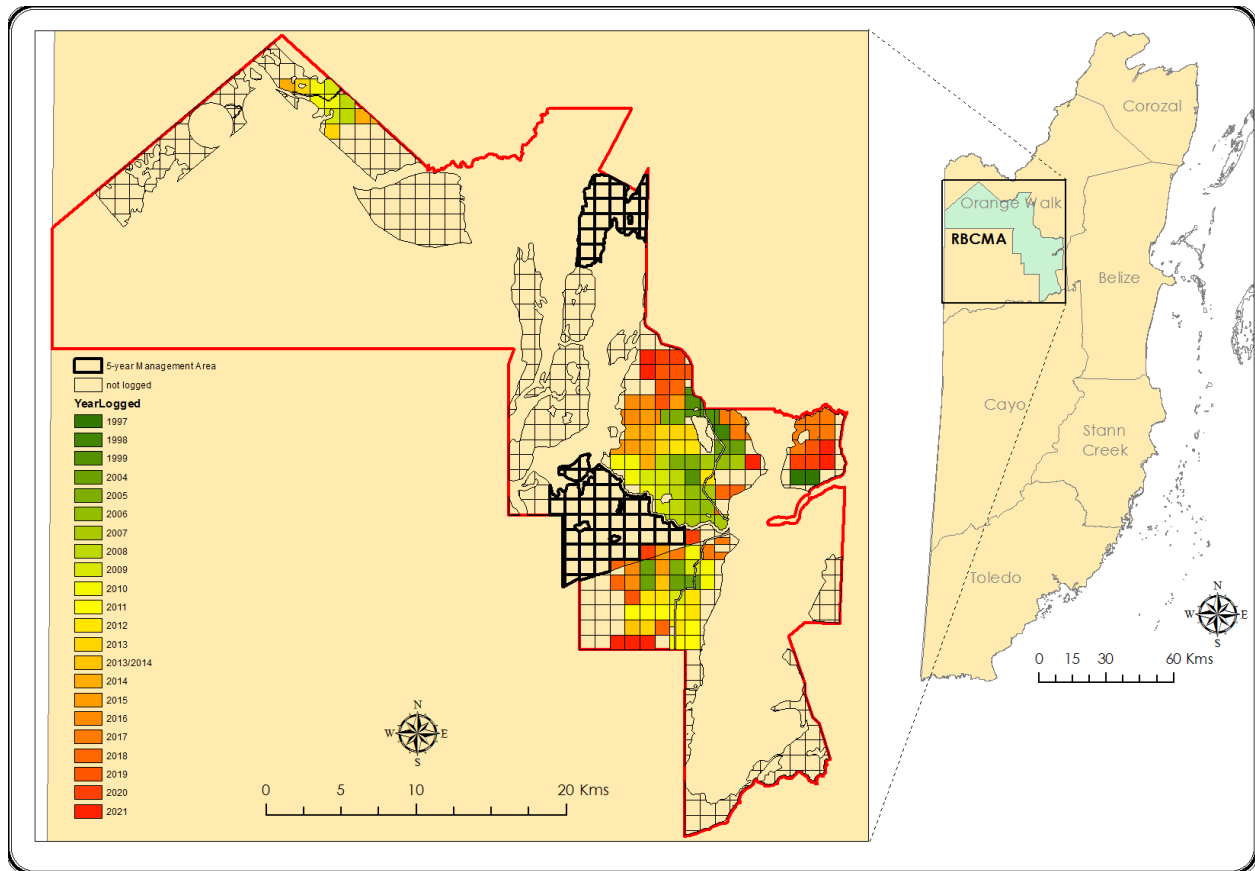 5-year Management Area
not logged
YearLogged
1997
1998
1999
2004
2005
2006
2007
2008
2009
2010
2011
2012
2013
2013/2014
2014
2015
2016
2017
2018
2019
2020
2021
N
W E
S
0 5 10 20 Kms
Corozal
Orange Walk
RBCMA
Belize
Cayo
Stann
Creek
Toledo
N
W E
S
0 15 30 60 Kms